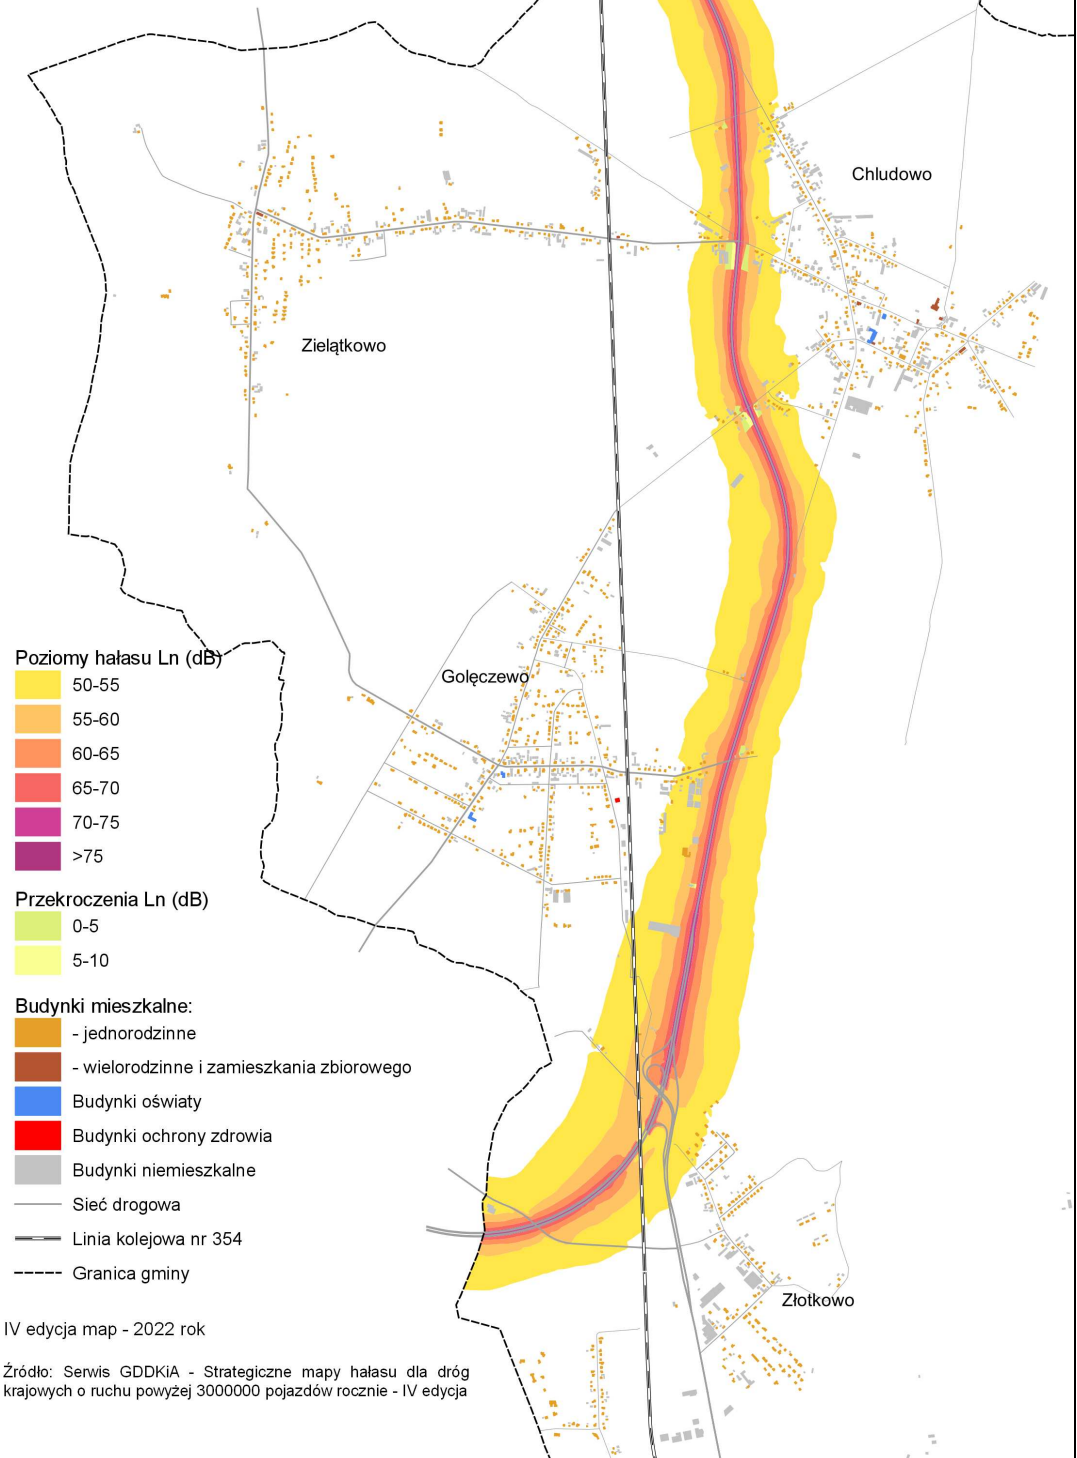 Chludowo
Zielątkowo
Golęczewo
Złotkowo
Poziomy hałasu Ln (dB)
50-55
55-60
60-65
65-70
70-75
>75
Przekroczenia Ln (dB)
0-5
5-10
Budynki mieszkalne:
- jednorodzinne
- wielorodzinne i zamieszkania zbiorowego
Budynki oświaty
Budynki ochrony zdrowia
Budynki niemieszkalne
Sieć drogowa
Linia kolejowa nr 354
Granica gminy
IV edycja map - 2022 rok
Źródło: Serwis GDDKiA - Strategiczne mapy hałasu dla dróg
krajowych o ruchu powyżej 3000000 pojazdów rocznie - IV edycja